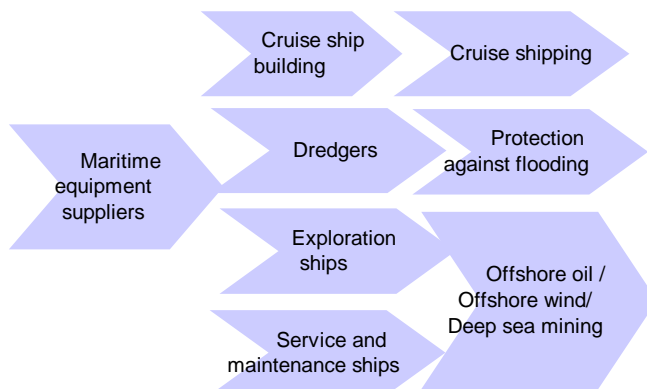 Cruise ship
building
Cruise shipping
Maritime
equipment
suppliers
Dredgers
Protection
against flooding
Exploration
ships
Offshore oil /
Offshore wind/
Deep sea mining
Service and
maintenance ships